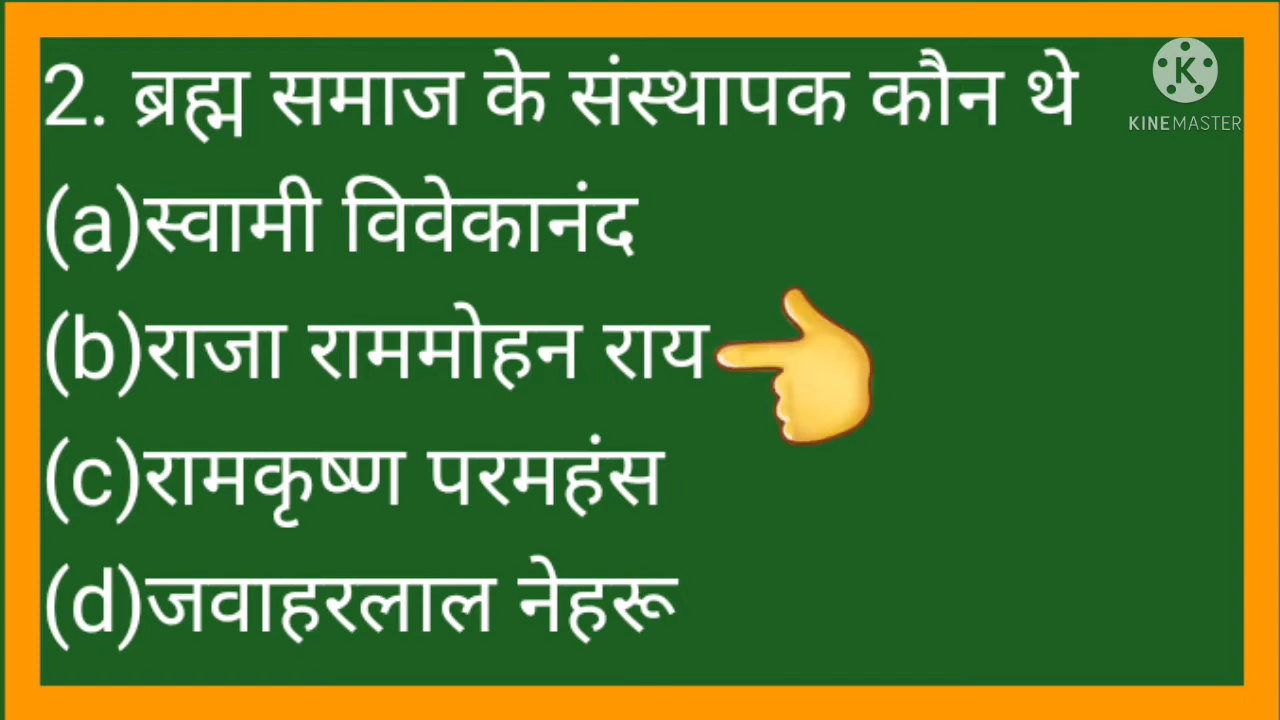 2. ब्रह्म समाज के संस्थापक कौन थे
K
KINEMASTER
(a)स्वामी विवेकानंद
(b)राजा राममोहन राय
(c)रामकृष्ण परमहंस
(d)जवाहरलाल नेहरू